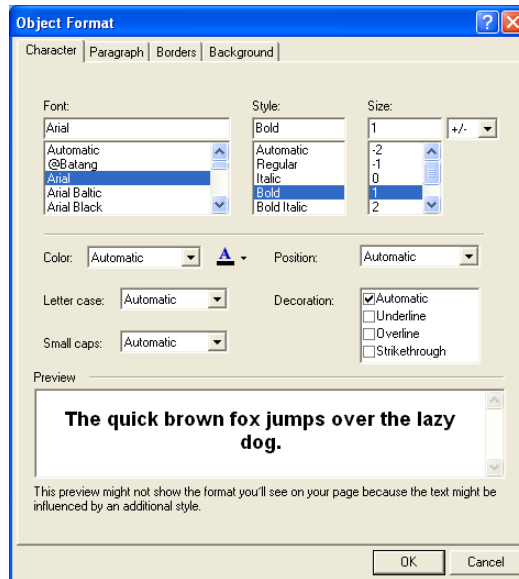 Object Format
Character Paragraph Borders Background
Font: Style: Size:
Arial Bold 1 +/-
Automatic Automatic -2
@Batang Regular -1
Arial Italic 0
Arial Baltic Bold 1
Arial Black Bold Italic 2
Color: Automatic A Position: Automatic
Letter case: Automatic Decoration: Automatic
Underline
Overline
Small caps: Automatic Strikethrough
Preview
The quick brown fox jumps over the lazy
dog.
This preview might not show the format you'll see on your page because the text might be
influenced by an additional style.
OK Cancel